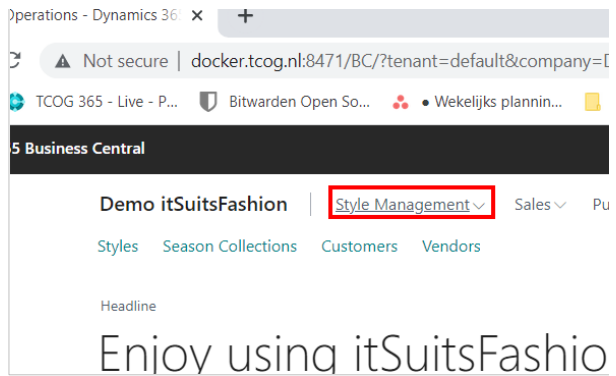 Operations - Dynamics 36
Not secure | docker.tcog.nl:8471/BC/?tenant=default&company=D
TCOG 365 - Live - P... Bitwarden Open So... • Wekelijks plannin...
5 Business Central
Demo itSuitsFashion Style Management Sales Pu
Styles Season Collections Customers Vendors
Headline
Enjoy using itSuitsFashio